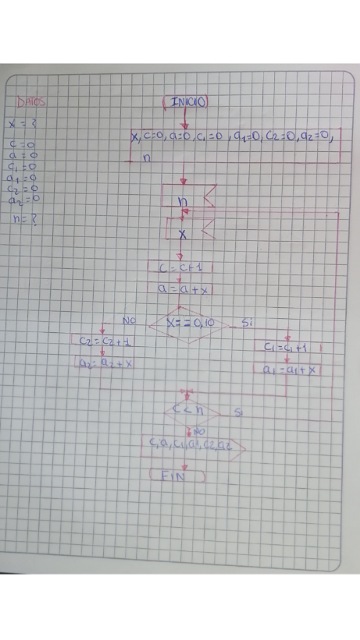 DATOS
X = ?
C=0
a=0
C1=0
a1=0
C2=0
a2=0
n=?
INICIO
X, C=0, a=0, C1=0, a1=0, C2=0, a2=0,
n
n
X
C=C+1
a=a+x
X==0,10
NO
Si
C2=C2+1
a2=a2+x
C1=C1+1
a1=a1+x
C<n
Si
NO
C,a,C1,a1,C2,a2
FIN